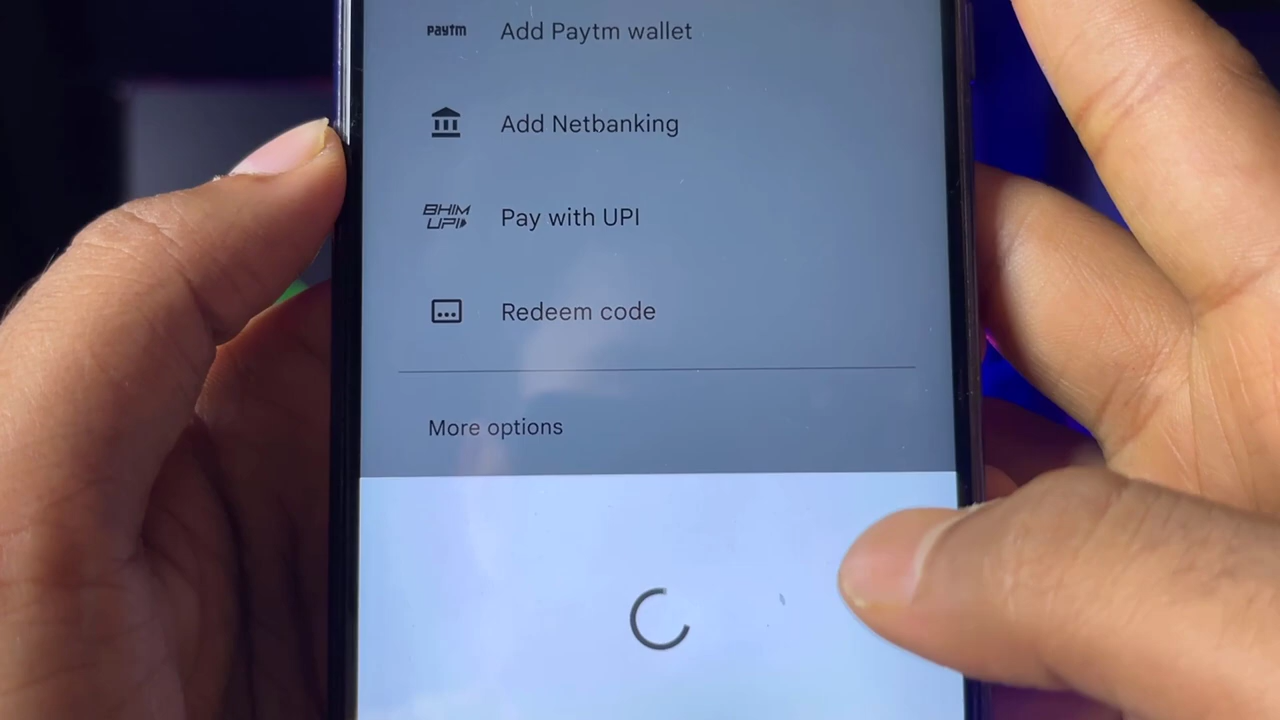 paytm Add Paytm wallet
Add Netbanking
BHIM UPI Pay with UPI
Redeem code
More options